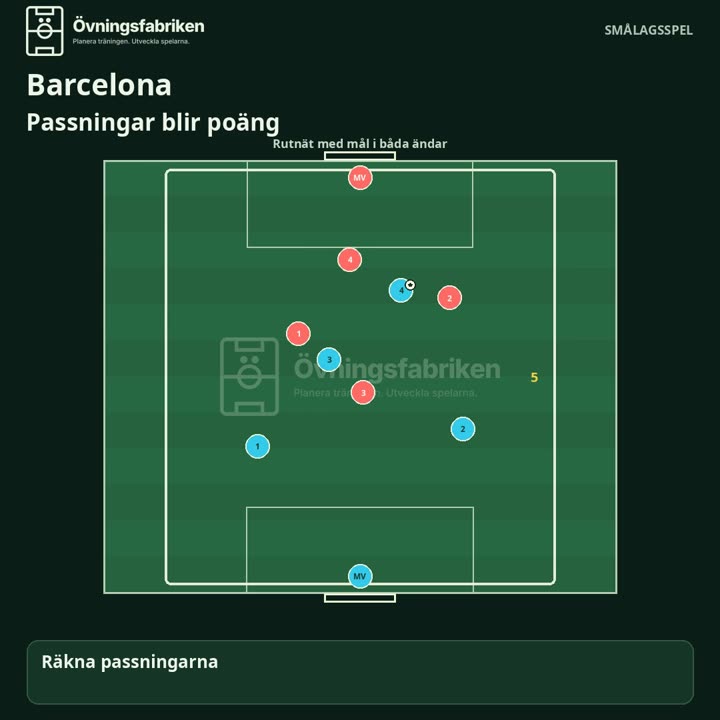 Övningsfabriken
Planera träningen. Utveckla spelarna.
SMÅLAGSSPEL
Barcelona
Passningar blir poäng
Rutnät med mål i båda ändar
MV
4
4
2
1
3
Övningsfabriken
5
3
Planera träningen. Utveckla spelarna.
2
1
MV
Räkna passningarna